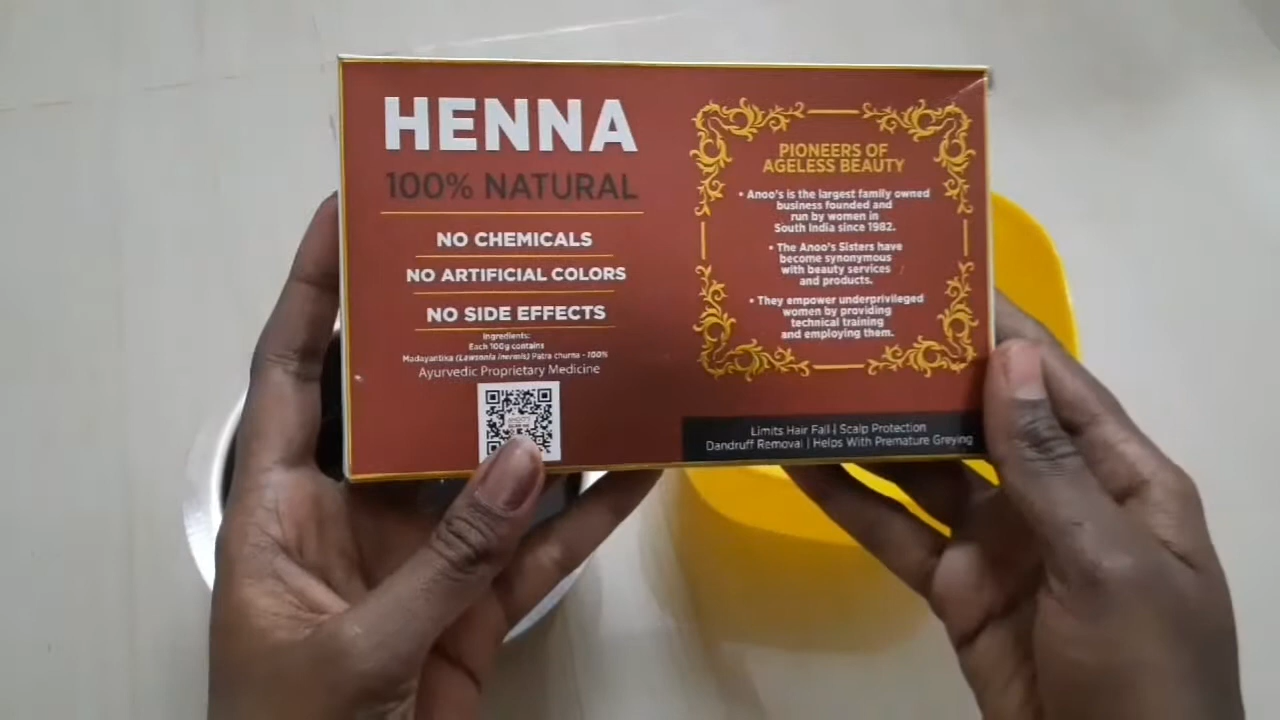 HENNA
100% NATURAL
NO CHEMICALS
NO ARTIFICIAL COLORS
NO SIDE EFFECTS
Ingredients:
Each 100g contains
Madayantika (Lawsonia inermis) Patra churna - 100%
Ayurvedic Proprietary Medicine
PIONEERS OF
AGELESS BEAUTY
• Anoo's is the largest family owned
business founded and
run by women in
South India since 1982.
• The Anoo's Sisters have
become synonymous
with beauty services
and products.
• They empower underprivileged
women by providing
technical training
and employing them.
Limits Hair Fall | Scalp Protection
Dandruff Removal | Helps With Premature Greying